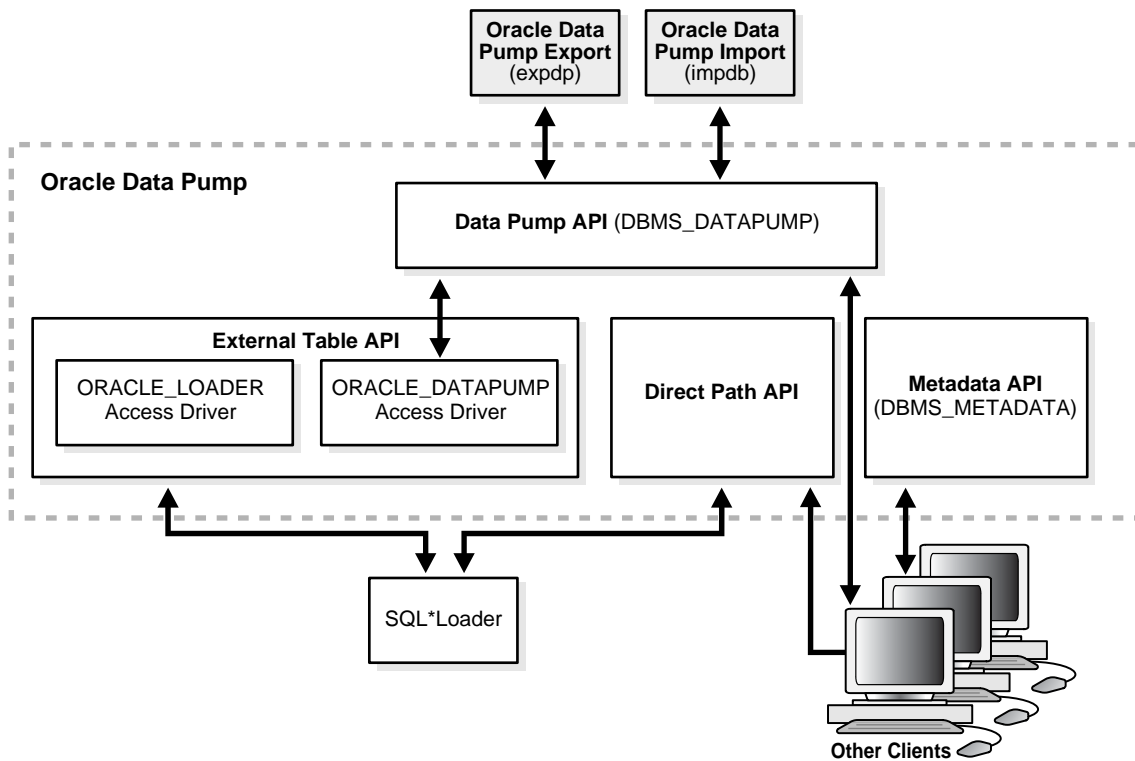 Oracle Data
Pump Export
(expdp)
Oracle Data
Pump Import
(impdb)
Oracle Data Pump
Data Pump API (DBMS_DATAPUMP)
External Table API
ORACLE_LOADER
Access Driver
ORACLE_DATAPUMP
Access Driver
Direct Path API
Metadata API
(DBMS_METADATA)
SQL*Loader
Other Clients